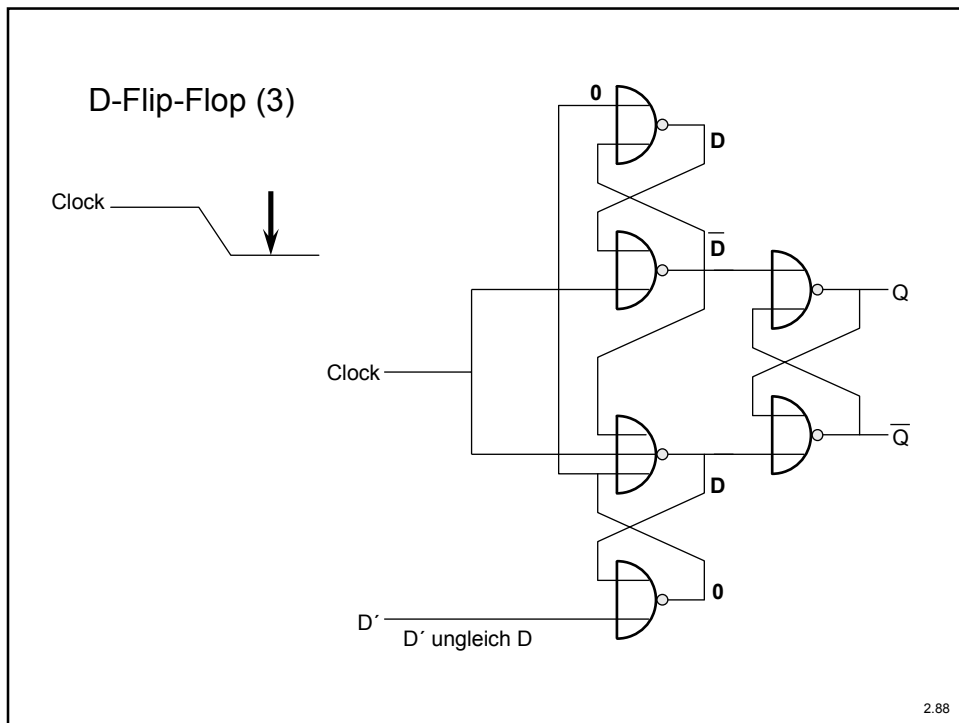 D-Flip-Flop (3)
0
D
Clock
D̅
Q
Clock
Q̅
D
0
D´
D´ ungleich D
2.88